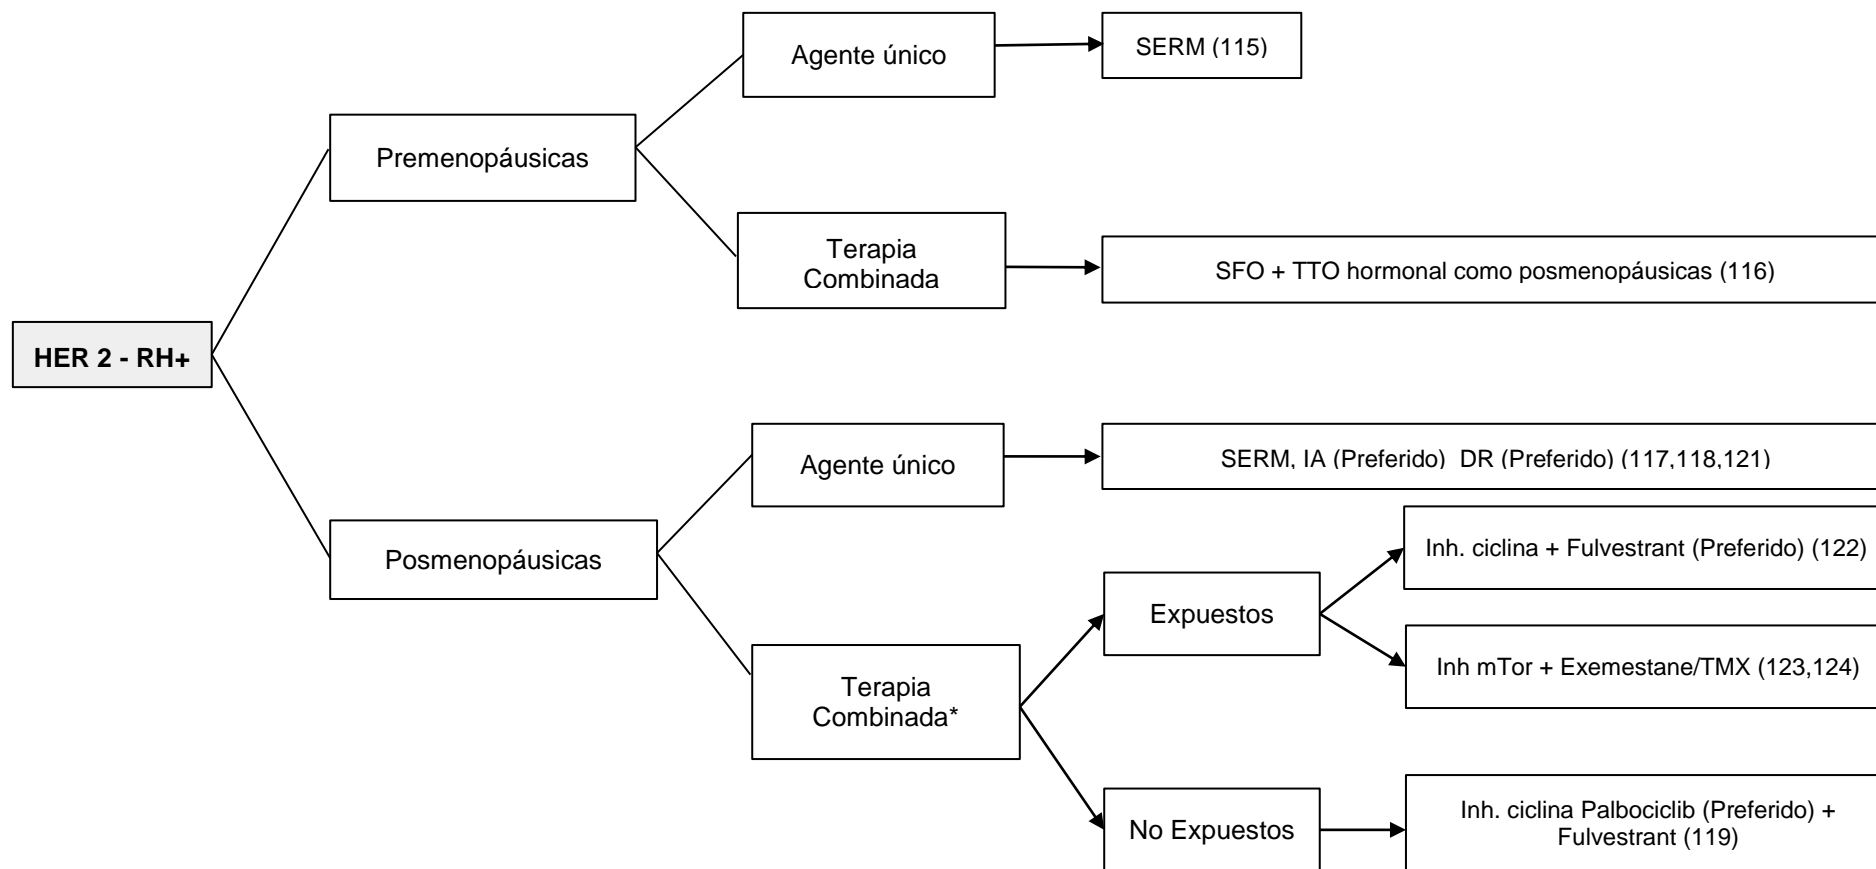 Agente único
SERM (115)
Premenopáusicas
Terapia
Combinada
SFO + TTO hormonal como posmenopáusicas (116)
HER 2 - RH+
Agente único
SERM, IA (Preferido) DR (Preferido) (117,118,121)
Posmenopáusicas
Inh. ciclina + Fulvestrant (Preferido) (122)
Expuestos
Inh mTor + Exemestane/TMX (123,124)
Terapia
Combinada*
No Expuestos
Inh. ciclina Palbociclib (Preferido) +
Fulvestrant (119)